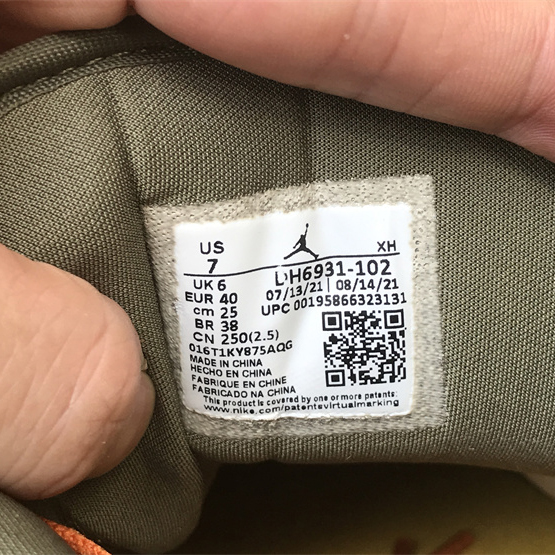 US
7
XH
DH6931-102
UK 6
07/13/21 | 08/14/21
EUR 40
UPC 00195866323131
cm 25
BR 38
CN 250(2.5)
016T1KY875AQG
MADE IN CHINA
HECHO EN CHINA
FABRIQUE EN CHINE
FABRICADO NA CHINA
This product is covered by one or more patents:
www.nike.com/patentsvirtualmarking